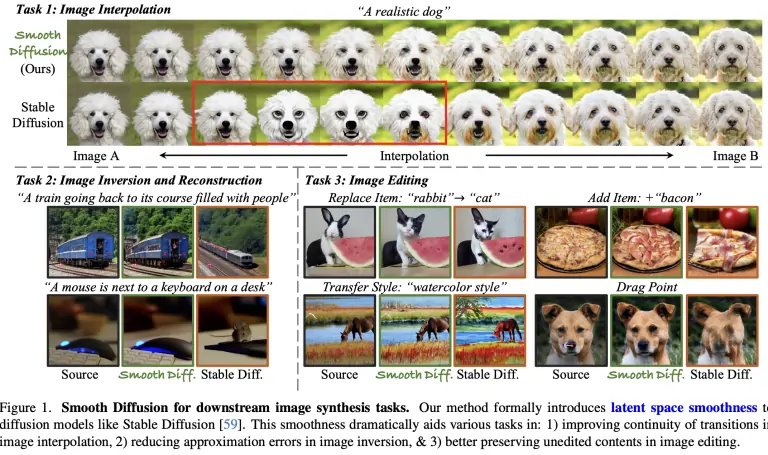 Task 1: Image Interpolation
“A realistic dog”
Smooth
Diffusion
(Ours)
Stable
Diffusion
Image A
Interpolation
Image B
Task 2: Image Inversion and Reconstruction
“A train going back to its course filled with people”
“A mouse is next to a keyboard on a desk”
Source
Smooth Diff.
Stable Diff.
Task 3: Image Editing
Replace Item: “rabbit”→ “cat”
Add Item: +“bacon”
Transfer Style: “watercolor style”
Drag Point
Source
Smooth Diff.
Stable Diff.
Source
Smooth Diff.
Stable Diff.
Figure 1. Smooth Diffusion for downstream image synthesis tasks. Our method formally introduces latent space smoothness to
diffusion models like Stable Diffusion [59]. This smoothness dramatically aids various tasks in: 1) improving continuity of transitions in
image interpolation, 2) reducing approximation errors in image inversion, & 3) better preserving unedited contents in image editing.